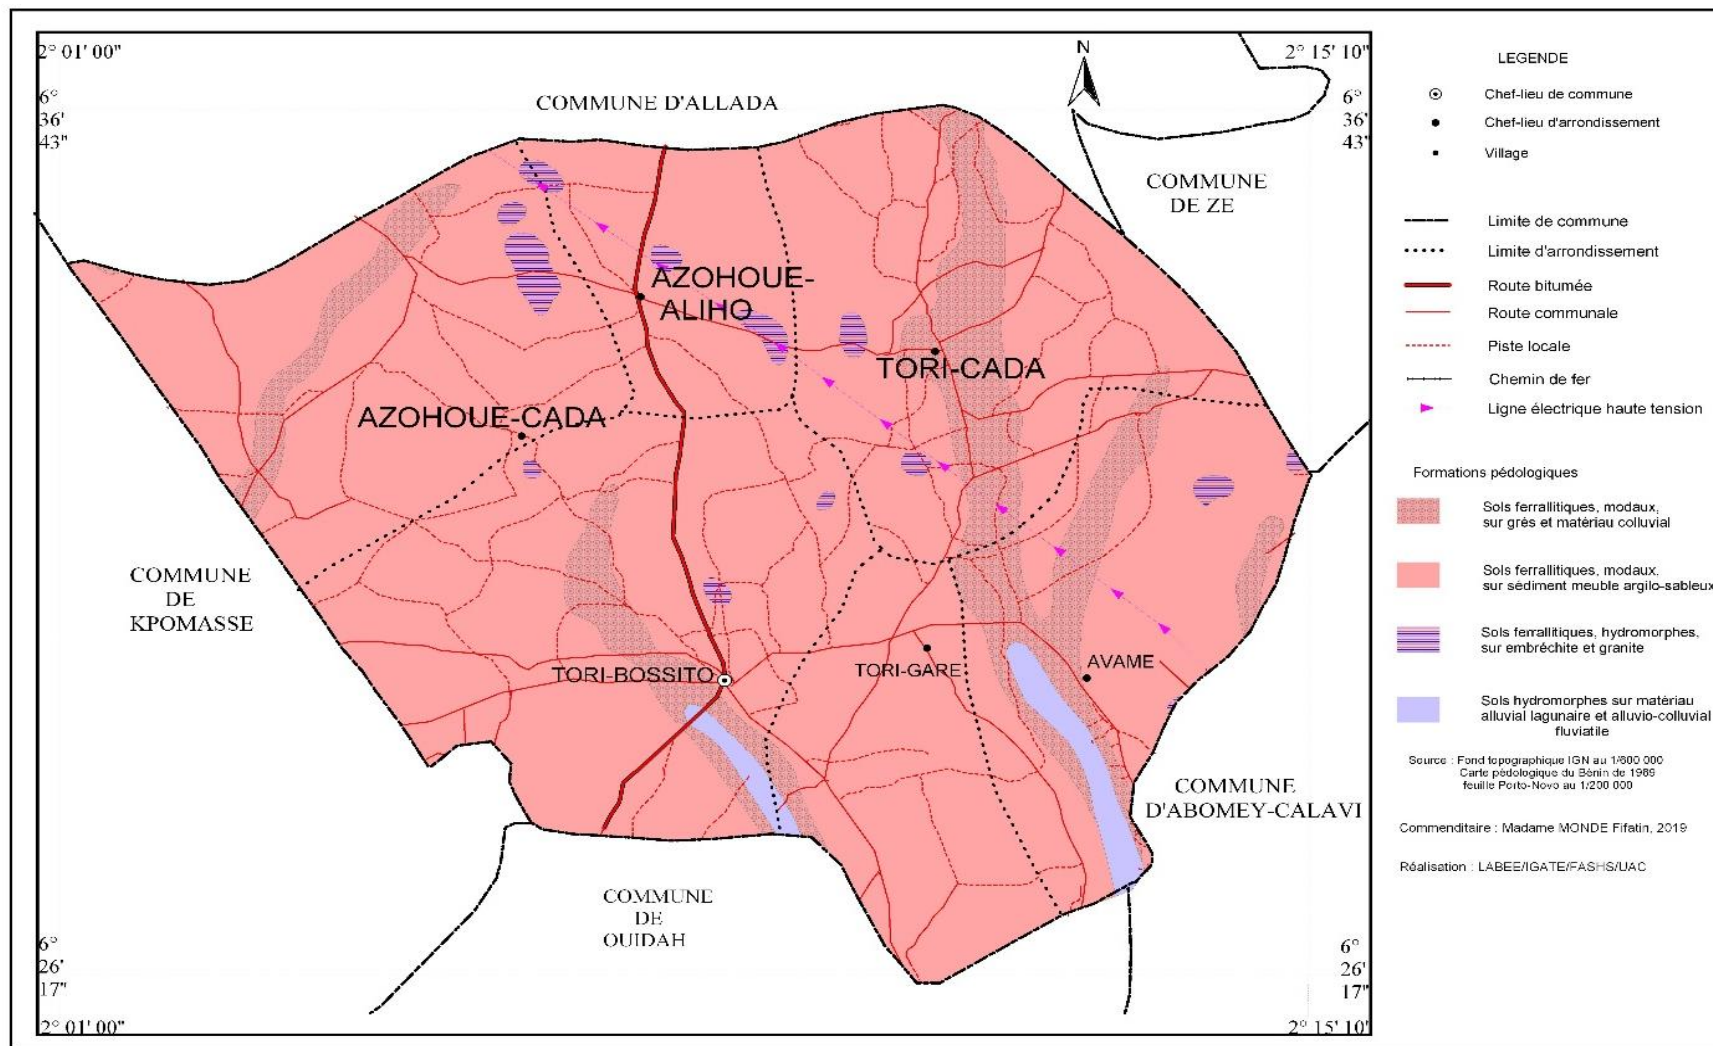 2° 01' 00"
2° 15' 10"
6°
36'
43"
6°
36'
43"
N
COMMUNE D'ALLADA
COMMUNE
DE ZE
AZOHOUE-
ALIHO
TORI-CADA
AZOHOUE-CADA
COMMUNE
DE
KPOMASSE
TORI-BOSSITO
TORI-GARE
AVAME
COMMUNE
D'ABOMEY-CALAVI
COMMUNE
DE
OUIDAH
6°
26'
17"
6°
26'
17"
2° 01' 00"
2° 15' 10"
LEGENDE
Chef-lieu de commune
Chef-lieu d'arrondissement
Village
Limite de commune
Limite d'arrondissement
Route bitumée
Route communale
Piste locale
Chemin de fer
Ligne électrique haute tension
Formations pédologiques
Sols ferrallitiques, modaux,
sur grés et matériau colluvial
Sols ferrallitiques, modaux,
sur sédiment meuble argilo-sableux
Sols ferrallitiques, hydromorphes,
sur embréchite et granite
Sols hydromorphes sur matériau
alluvial lagunaire et alluvio-colluvial
fluviatile
Source : Fond topographique IGN au 1/600 000
Carte pédologique du Bénin de 1989
feuille Porto-Novo au 1/200 000
Commenditaire : Madame MONDE Fifatin, 2019
Réalisation : LABEE/IGATE/FASHS/UAC